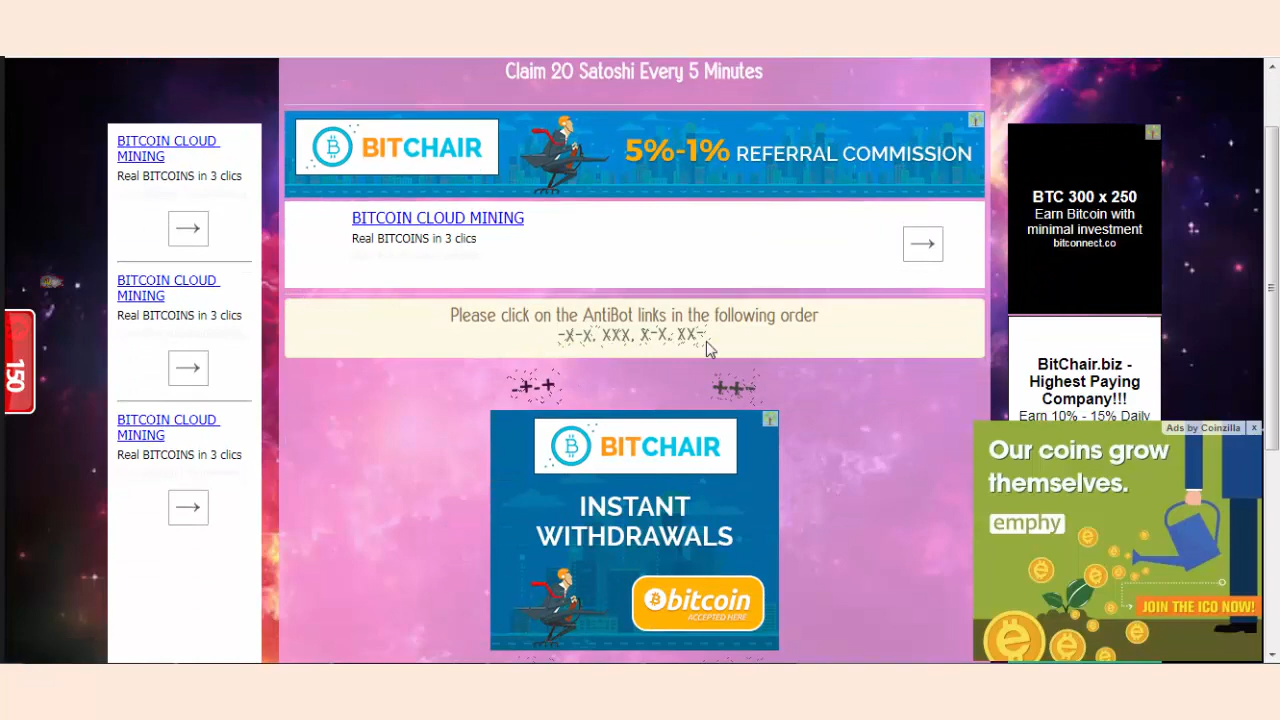 Claim 20 Satoshi Every 5 Minutes
BITCHAIR
5%-1% REFERRAL COMMISSION
BITCOIN CLOUD MINING
Real BITCOINS in 3 clics
BITCOIN CLOUD
MINING
Real BITCOINS in 3 clics
BITCOIN CLOUD
MINING
Real BITCOINS in 3 clics
BITCOIN CLOUD
MINING
Real BITCOINS in 3 clics
150
Please click on the AntiBot links in the following order
-X-X, XXX, X-X, XX-
-+-+
++-
BITCHAIR
INSTANT
WITHDRAWALS
bitcoin
ACCEPTED HERE
BTC 300 x 250
Earn Bitcoin with
minimal investment
bitconnect.co
BitChair.biz -
Highest Paying
Company!!!
Earn 10% - 15% Daily
Ads by Coinzilla x
Our coins grow
themselves.
emphy
JOIN THE ICO NOW!